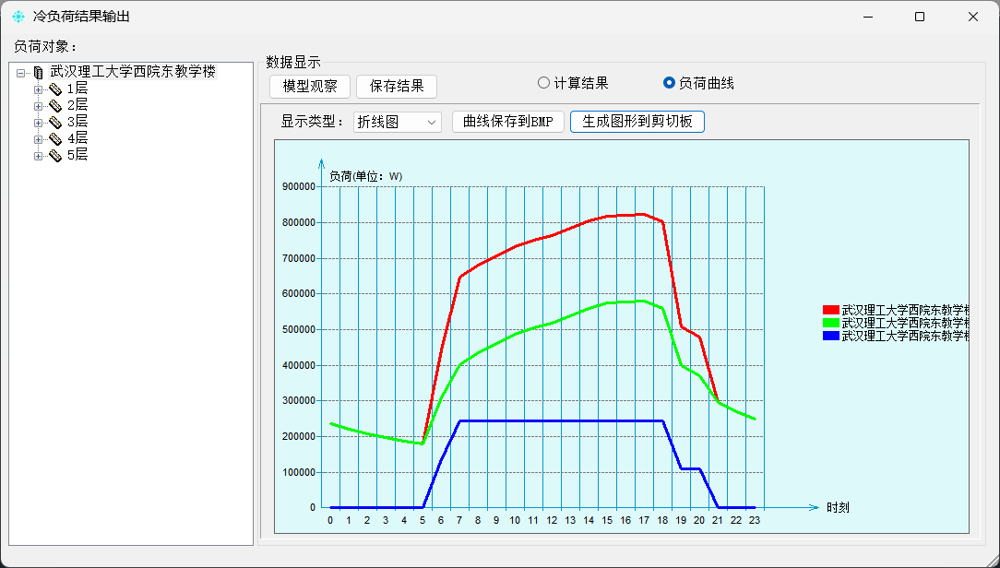 冷负荷结果输出
负荷对象：
武汉理工大学西院东教学楼
1层
2层
3层
4层
5层
数据显示
模型观察 保存结果 计算结果 负荷曲线
显示类型： 折线图 曲线保存到BMP 生成图形到剪切板
负荷(单位：W)
900000
800000
700000
600000
500000
400000
300000
200000
100000
0
0 1 2 3 4 5 6 7 8 9 10 11 12 13 14 15 16 17 18 19 20 21 22 23
时刻
武汉理工大学西院东教学楼
武汉理工大学西院东教学楼
武汉理工大学西院东教学楼